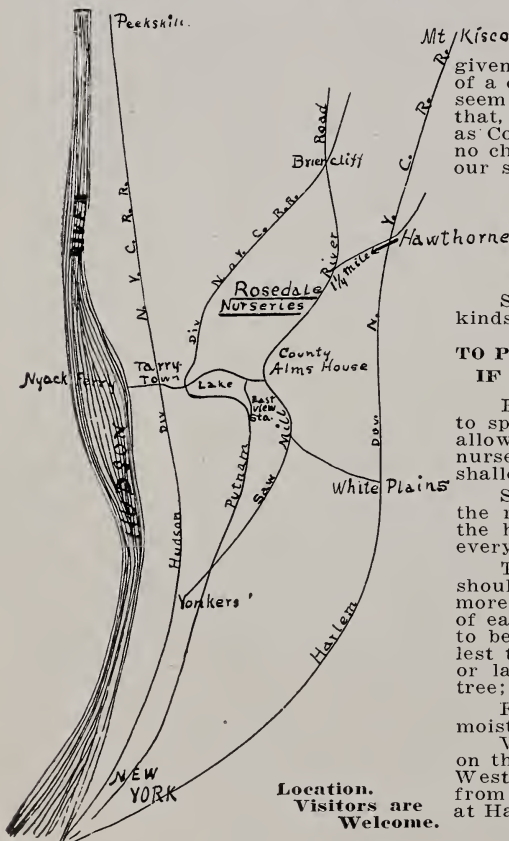 Peekskill.
Mt Kisco
RIVER
N. Y. C. R. R.
Road
Briercliff
Div N. Y. C. R. R.
River
1¼ mile
Hawthorne
Rosedale
Nurseries
N. Y. C. R. R.
Nyack Ferry
Tarry-
Town
Lake
East
view
Sta.
County
Alms House
HUDSON
Div
Hudson
Putnam
Saw Mill
White Plains
Div.
Yonkers
Harlem
NEW
YORK
Location.
Visitors are
Welcome.
given
of a
seem
that,
as Co
no ch
our s
S
kinds
TO P
IF
to sp
allow
nurse
shall
S
the
the h
every
T
shoul
more
of ea
to be
lest t
or la
tree;
moist
on th
West
from
at Ha